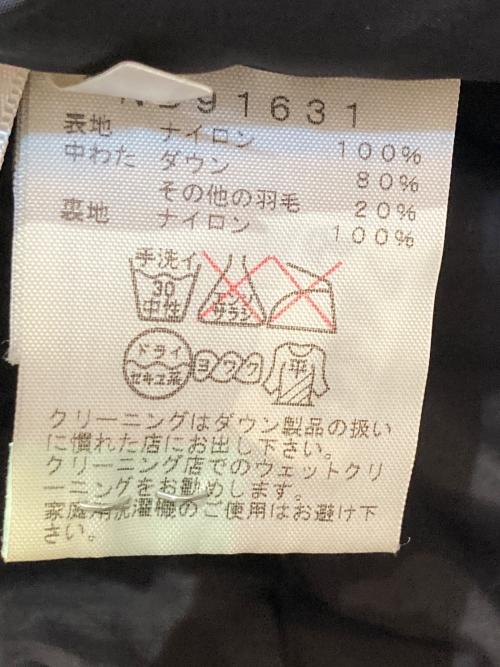 ND91631
表地 ナイロン 100%
中わた ダウン 80%
その他の羽毛 20%
裏地 ナイロン 100%
手洗イ
30
中性
エンソ
サラシ
ドライ
セキユ系
ヨワク
平
クリーニングはダウン製品の扱い
に慣れた店にお出し下さい。
クリーニング店でのウェットクリ
ーニングをお勧めします。
家庭用洗濯機のご使用はお避け下
さい。